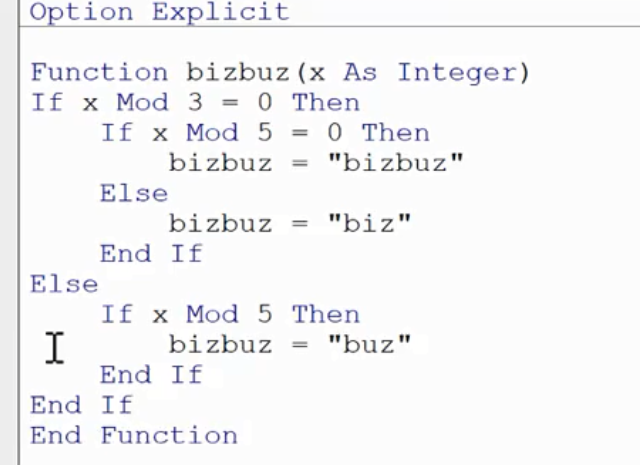 Option Explicit
Function bizbuz(x As Integer)
If x Mod 3 = 0 Then
If x Mod 5 = 0 Then
bizbuz = "bizbuz"
Else
bizbuz = "biz"
End If
Else
If x Mod 5 Then
bizbuz = "buz"
End If
End If
End Function